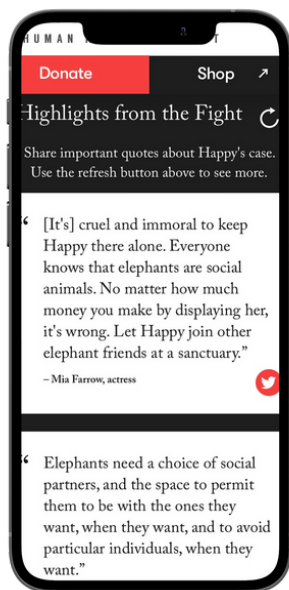 HUMAN
Donate
Shop ↗
Highlights from the Fight
Share important quotes about Happy's case.
Use the refresh button above to see more.
“ [It's] cruel and immoral to keep
Happy there alone. Everyone
knows that elephants are social
animals. No matter how much
money you make by displaying her,
it's wrong. Let Happy join other
elephant friends at a sanctuary.”
– Mia Farrow, actress
“ Elephants need a choice of social
partners, and the space to permit
them to be with the ones they
want, when they want, and to avoid
particular individuals, when they
want.”